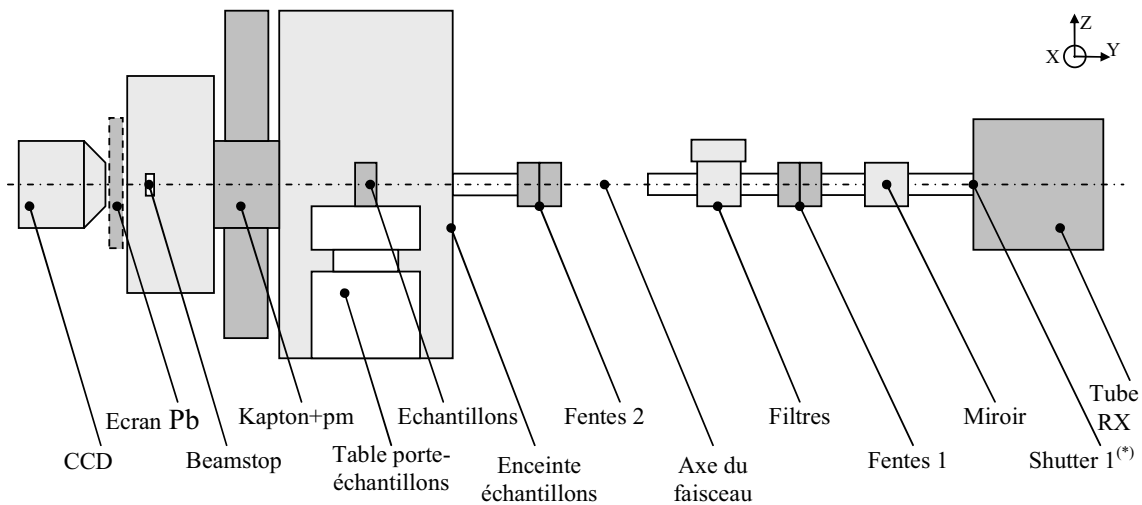 Z
X
Y
Ecran Pb
Kapton+pm
Echantillons
Fentes 2
Filtres
Miroir
Tube
RX
CCD
Beamstop
Table porte-
échantillons
Enceinte
échantillons
Axe du
faisceau
Fentes 1
Shutter 1(*)